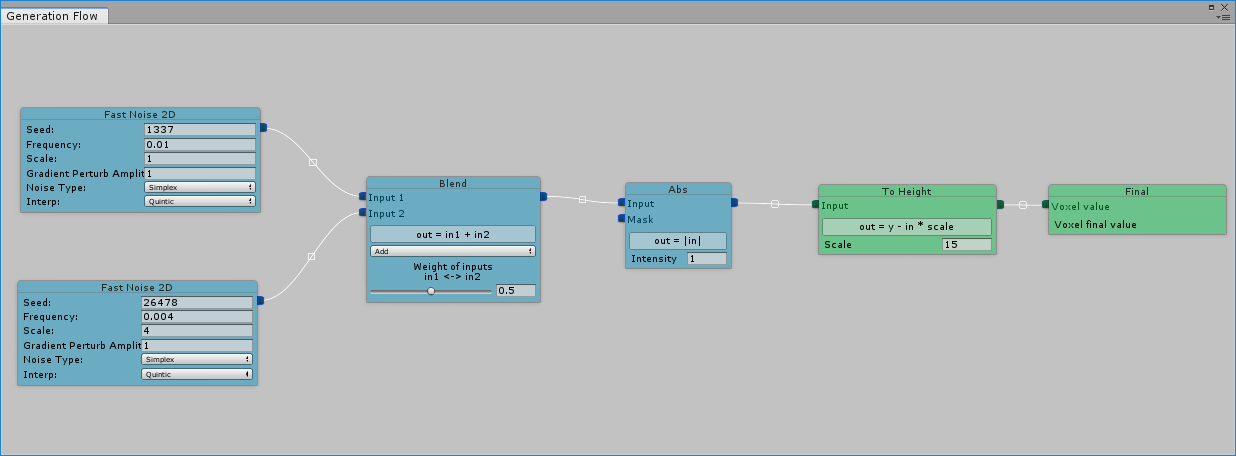 Generation Flow
Fast Noise 2D
Seed: 1337
Frequency: 0.01
Scale: 1
Gradient Perturb Amplit 1
Noise Type: Simplex
Interp: Quintic
Fast Noise 2D
Seed: 26478
Frequency: 0.004
Scale: 4
Gradient Perturb Amplit 1
Noise Type: Simplex
Interp: Quintic
Blend
Input 1
Input 2
out = in1 + in2
Add
Weight of inputs
in1 <-> in2
0.5
Abs
Input
Mask
out = |in|
Intensity 1
To Height
Input
out = y - in * scale
Scale 15
Final
Voxel value
Voxel final value